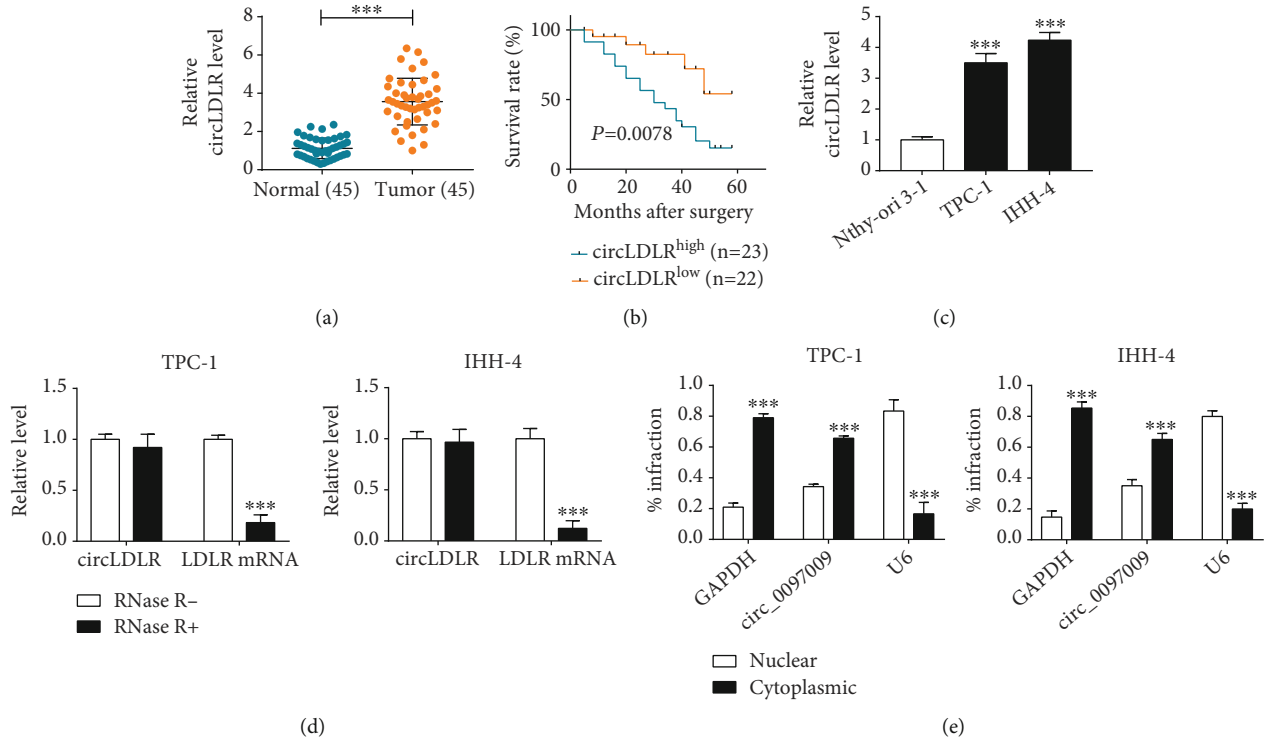 ***
8
6
4
2
0
Relative
circLDLR level
Normal (45)
Tumor (45)
(a)
100
50
0
Survival rate (%)
P=0.0078
0
20
40
60
Months after surgery
circLDLRhigh (n=23)
circLDLRlow (n=22)
(b)
5
4
3
2
1
0
Relative
circLDLR level
***
***
Nthy-ori 3-1
TPC-1
IHH-4
(c)
TPC-1
1.5
1.0
0.5
0.0
Relative level
***
circLDLR
LDLR mRNA
IHH-4
1.5
1.0
0.5
0.0
Relative level
***
circLDLR
LDLR mRNA
RNase R–
RNase R+
(d)
TPC-1
1.0
0.8
0.6
0.4
0.2
0.0
% infraction
***
***
***
GAPDH
circ_0097009
U6
IHH-4
1.0
0.8
0.6
0.4
0.2
0.0
% infraction
***
***
***
GAPDH
circ_0097009
U6
Nuclear
Cytoplasmic
(e)